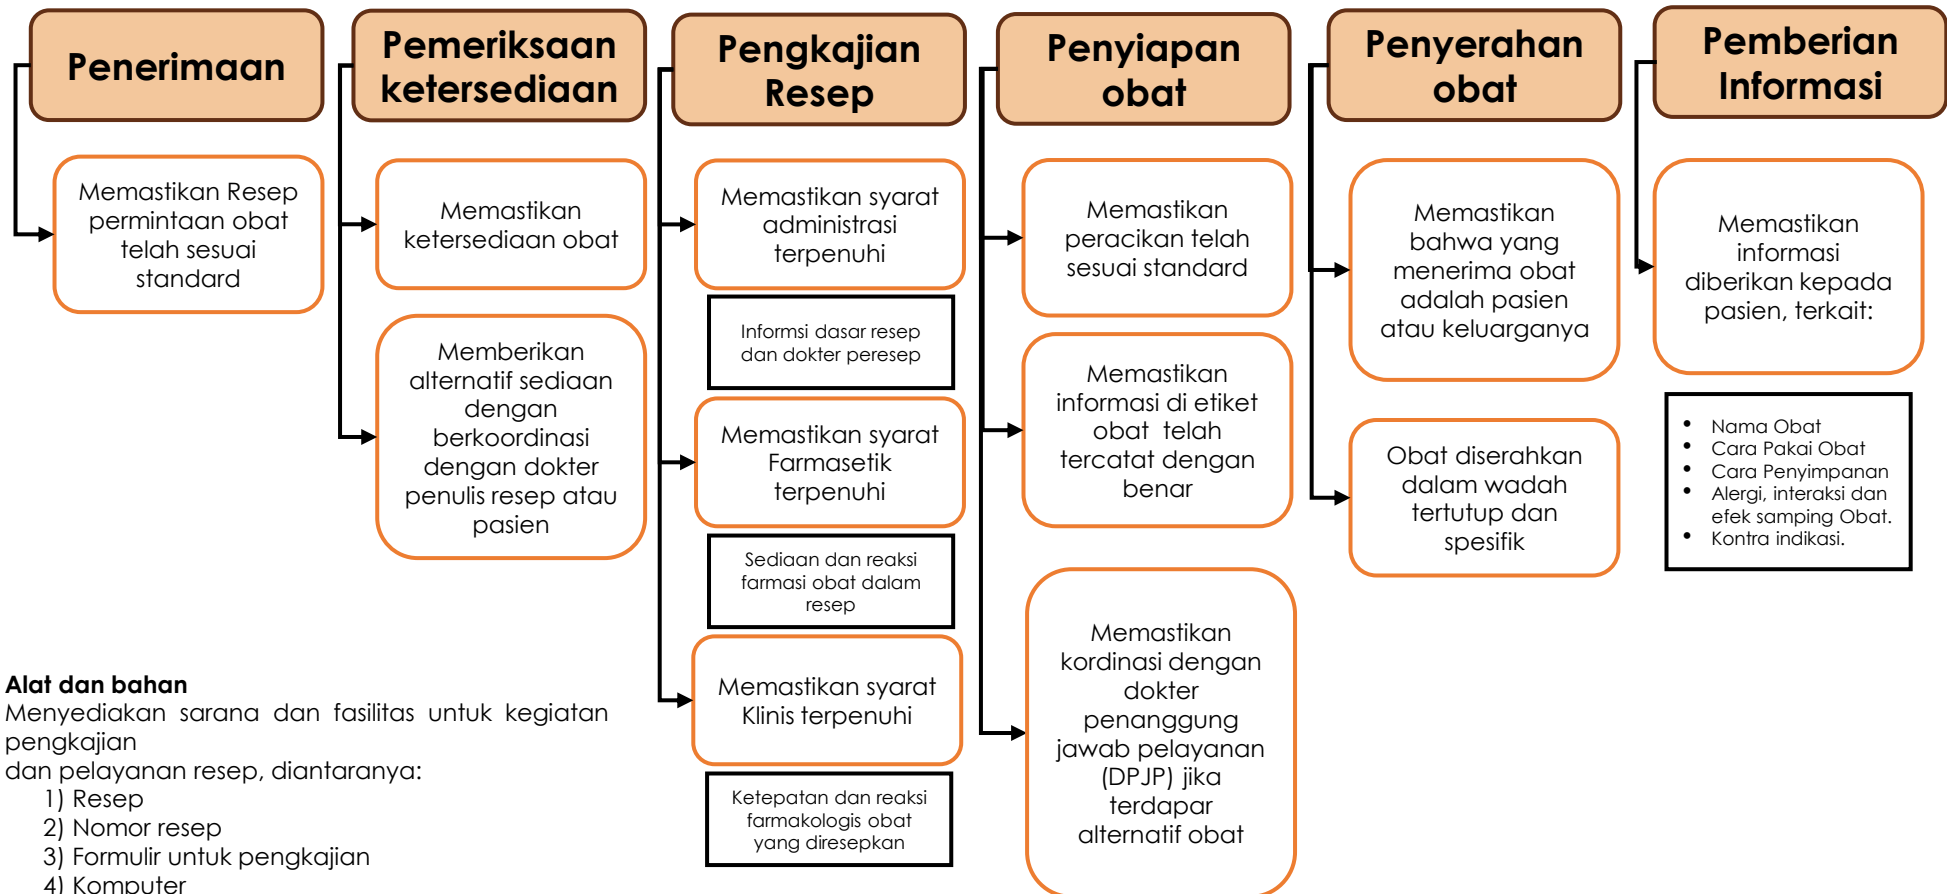 Penerimaan
Memastikan Resep
permintaan obat
telah sesuai
standard
Pemeriksaan
ketersediaan
Memastikan
ketersediaan obat
Memberikan
alternatif sediaan
dengan
berkoordinasi
dengan dokter
penulis resep atau
pasien
Pengkajian
Resep
Memastikan syarat
administrasi
terpenuhi
Informsi dasar resep
dan dokter peresep
Memastikan syarat
Farmasetik
terpenuhi
Sediaan dan reaksi
farmasi obat dalam
resep
Memastikan syarat
Klinis terpenuhi
Ketepatan dan reaksi
farmakologis obat
yang diresepkan
Penyiapan
obat
Memastikan
peracikan telah
sesuai standard
Memastikan
informasi di etiket
obat telah
tercatat dengan
benar
Memastikan
kordinasi dengan
dokter
penanggung
jawab pelayanan
(DPJP) jika
terdapar
alternatif obat
Penyerahan
obat
Memastikan
bahwa yang
menerima obat
adalah pasien
atau keluarganya
Obat diserahkan
dalam wadah
tertutup dan
spesifik
Pemberian
Informasi
Memastikan
informasi
diberikan kepada
pasien, terkait:
• Nama Obat
• Cara Pakai Obat
• Cara Penyimpanan
• Alergi, interaksi dan
efek samping Obat.
• Kontra indikasi.
Alat dan bahan
Menyediakan sarana dan fasilitas untuk kegiatan
pengkajian
dan pelayanan resep, diantaranya:
1) Resep
2) Nomor resep
3) Formulir untuk pengkajian
4) Komputer